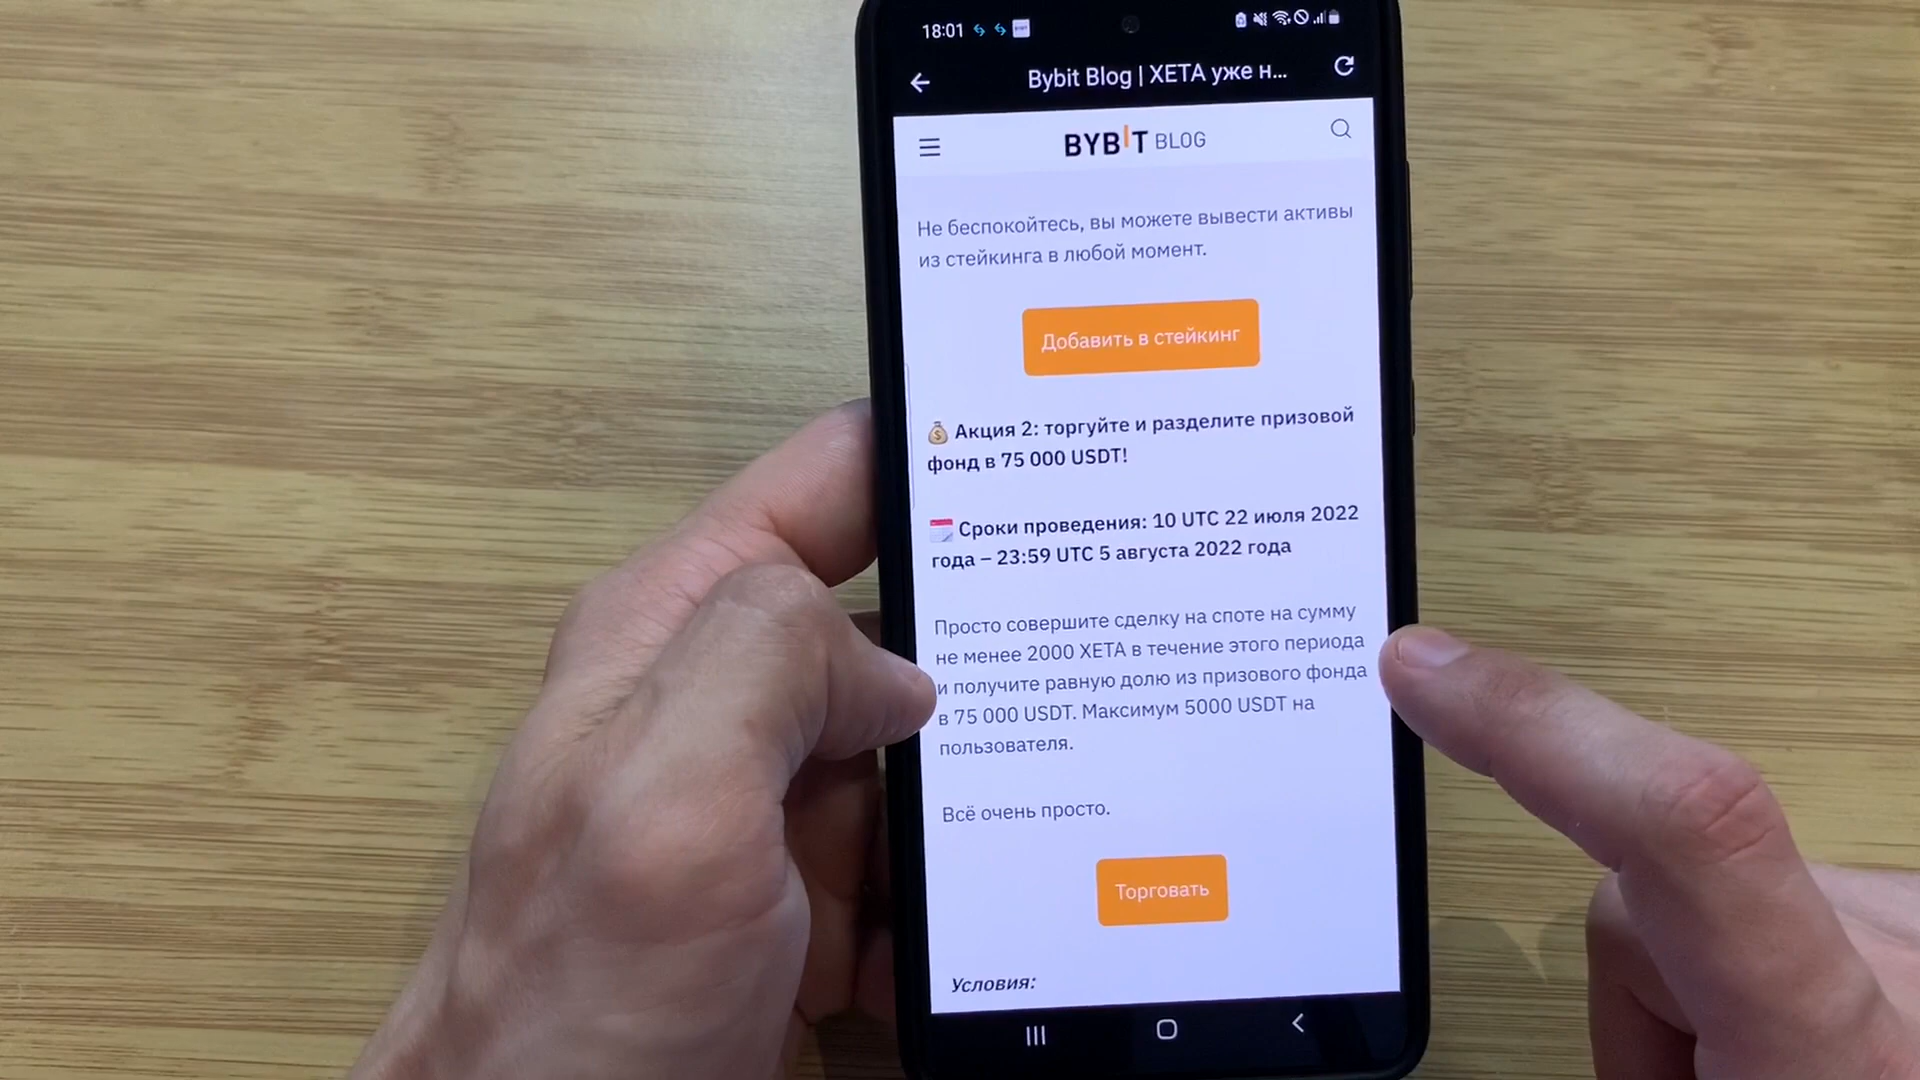 18:01
Bybit Blog | XETA уже н...
BYBIT BLOG
Не беспокойтесь, вы можете вывести активы
из стейкинга в любой момент.
Добавить в стейкинг
Акция 2: торгуйте и разделите призовой
фонд в 75 000 USDT!
Сроки проведения: 10 UTC 22 июля 2022
года – 23:59 UTC 5 августа 2022 года
Просто совершите сделку на споте на сумму
не менее 2000 XETA в течение этого периода
и получите равную долю из призового фонда
в 75 000 USDT. Максимум 5000 USDT на
пользователя.
Всё очень просто.
Торговать
Условия: